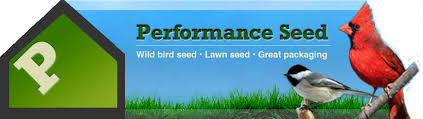 P
Performance Seed
Wild bird seed • Lawn seed • Great packaging